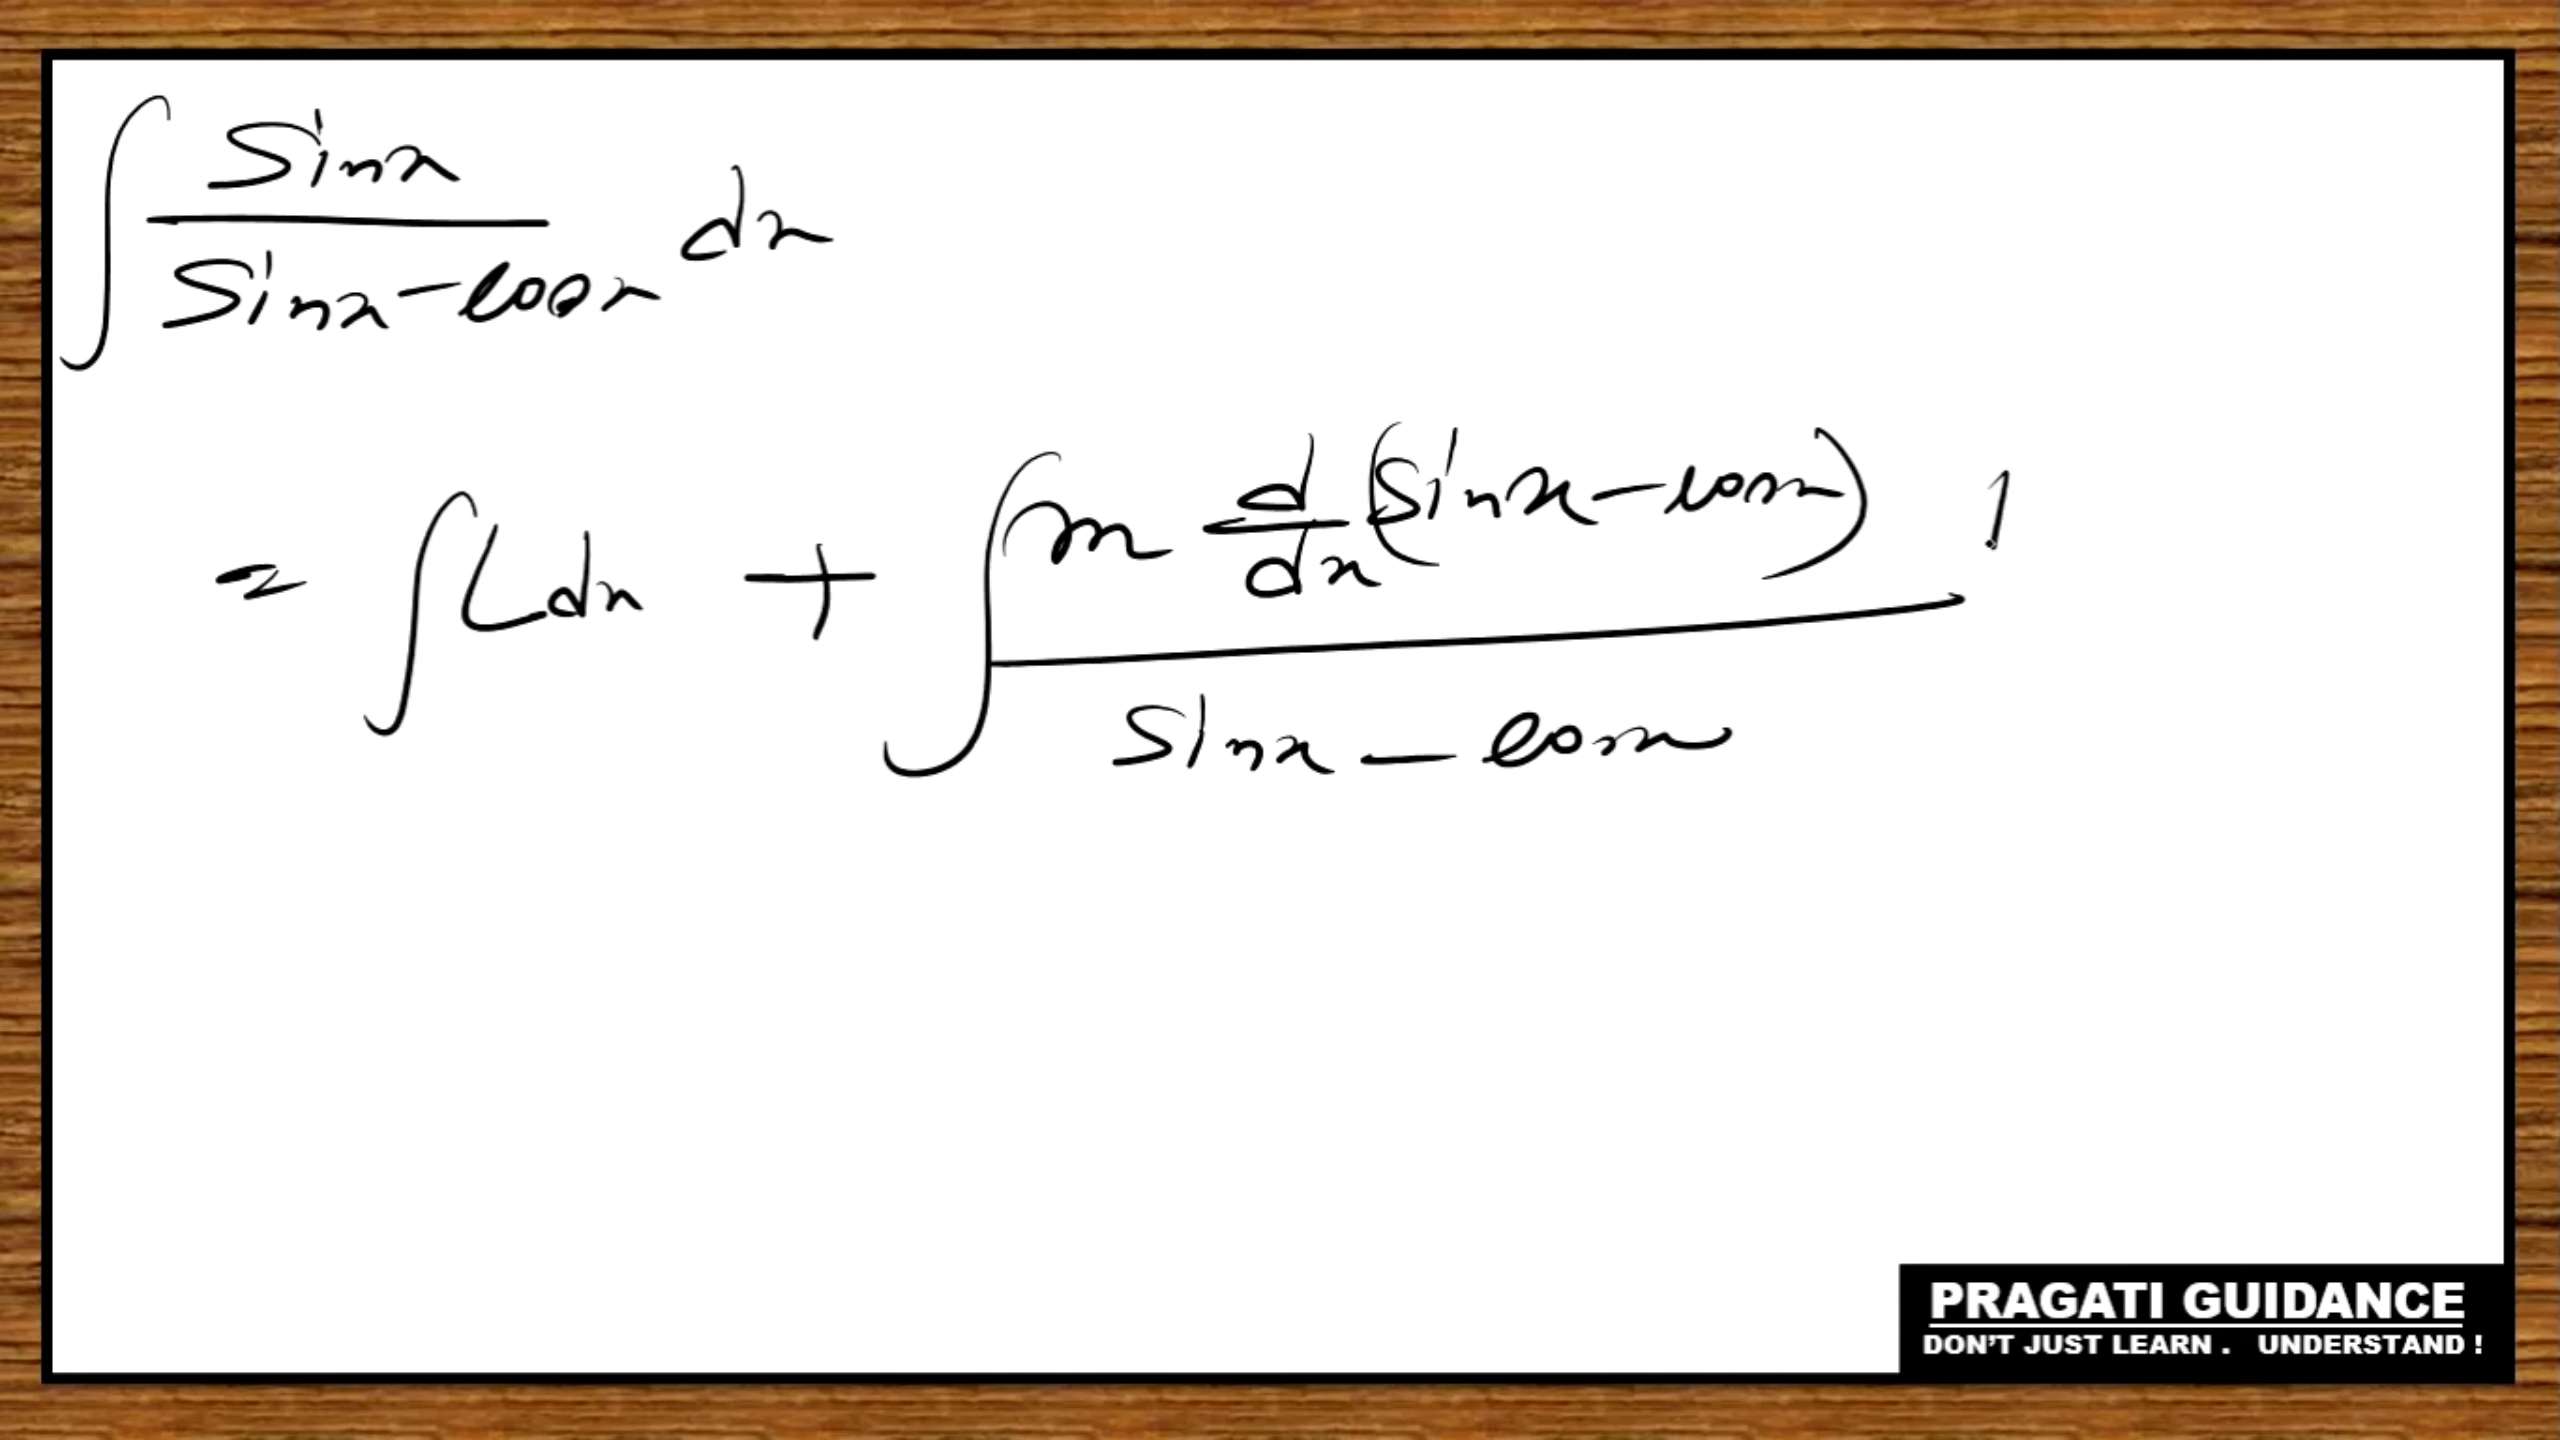 ∫ Sinx / Sinx - cosx dx
= ∫ L dx + ∫ m d/dx (Sinx - cosx) / Sinx - cosx
PRAGATI GUIDANCE
DON'T JUST LEARN . UNDERSTAND !